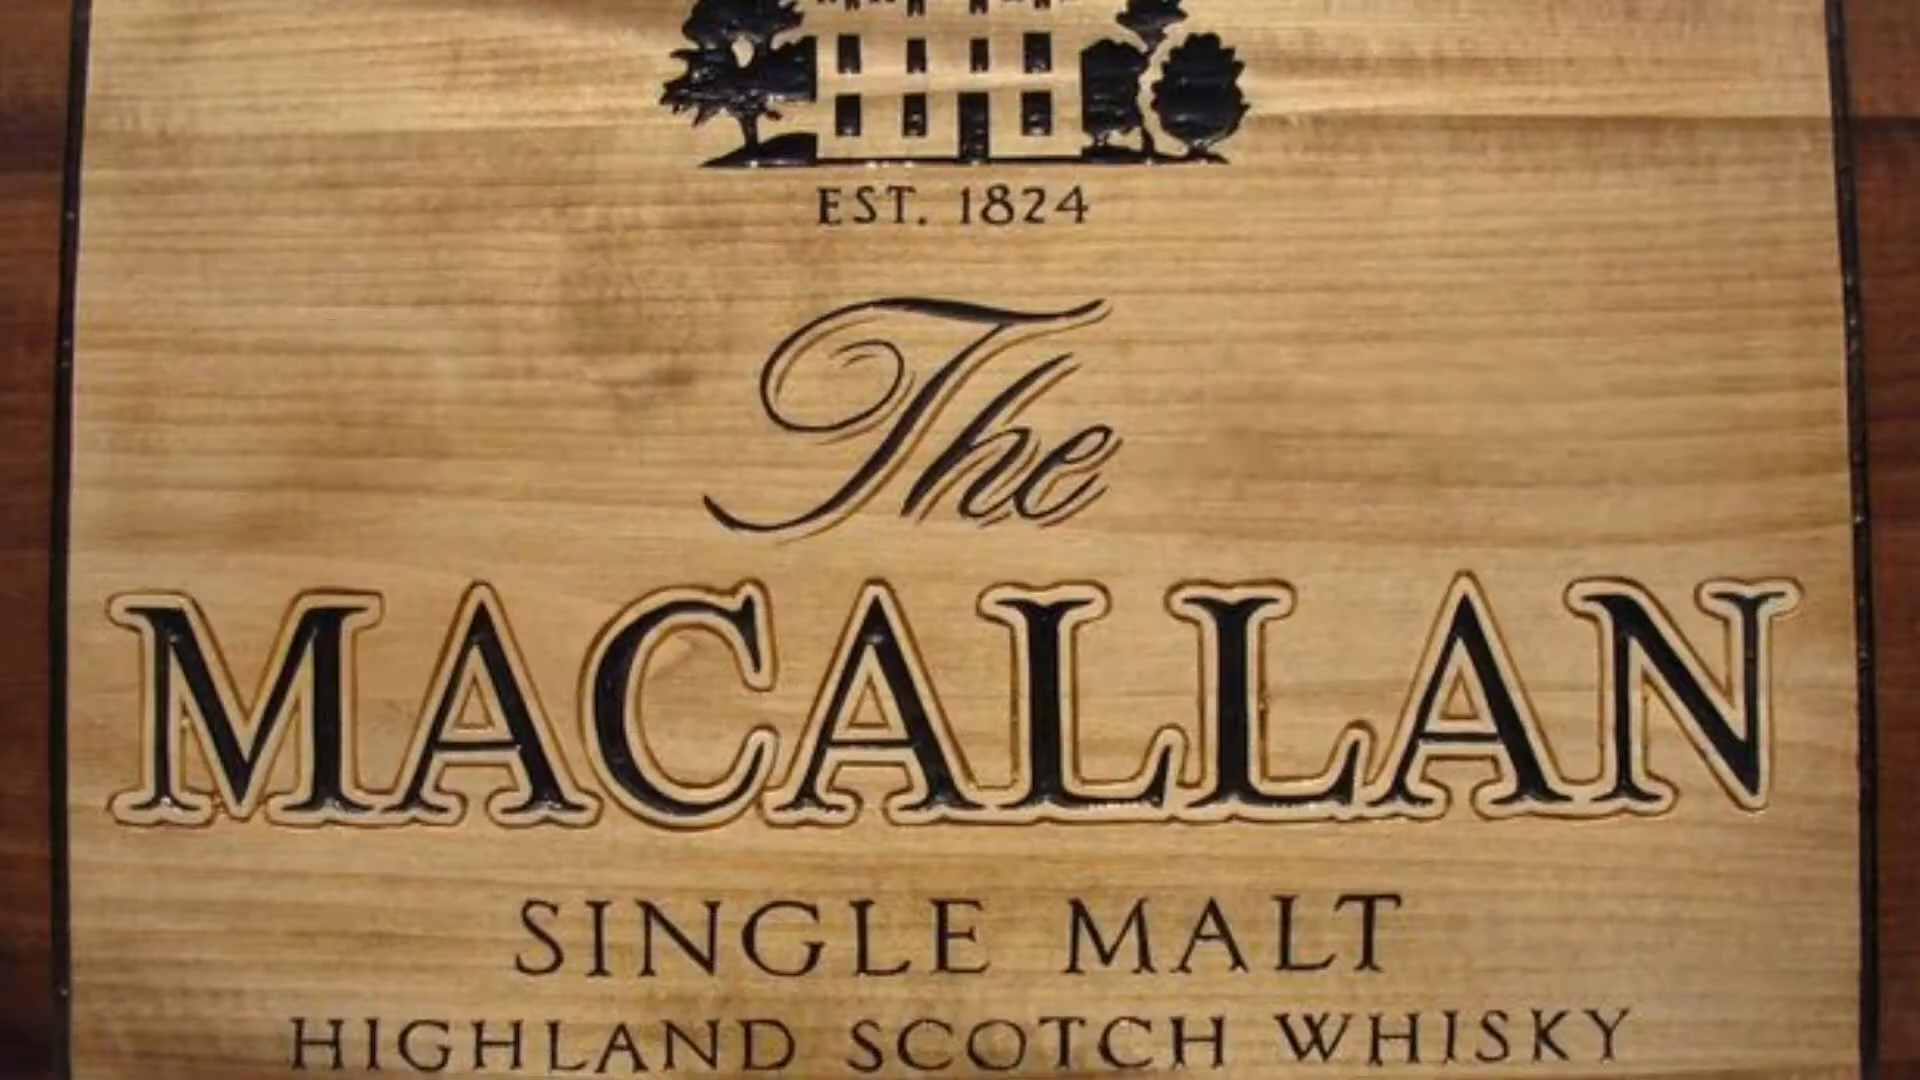 EST. 1824
The
MACALLAN
SINGLE MALT
HIGHLAND SCOTCH WHISKY